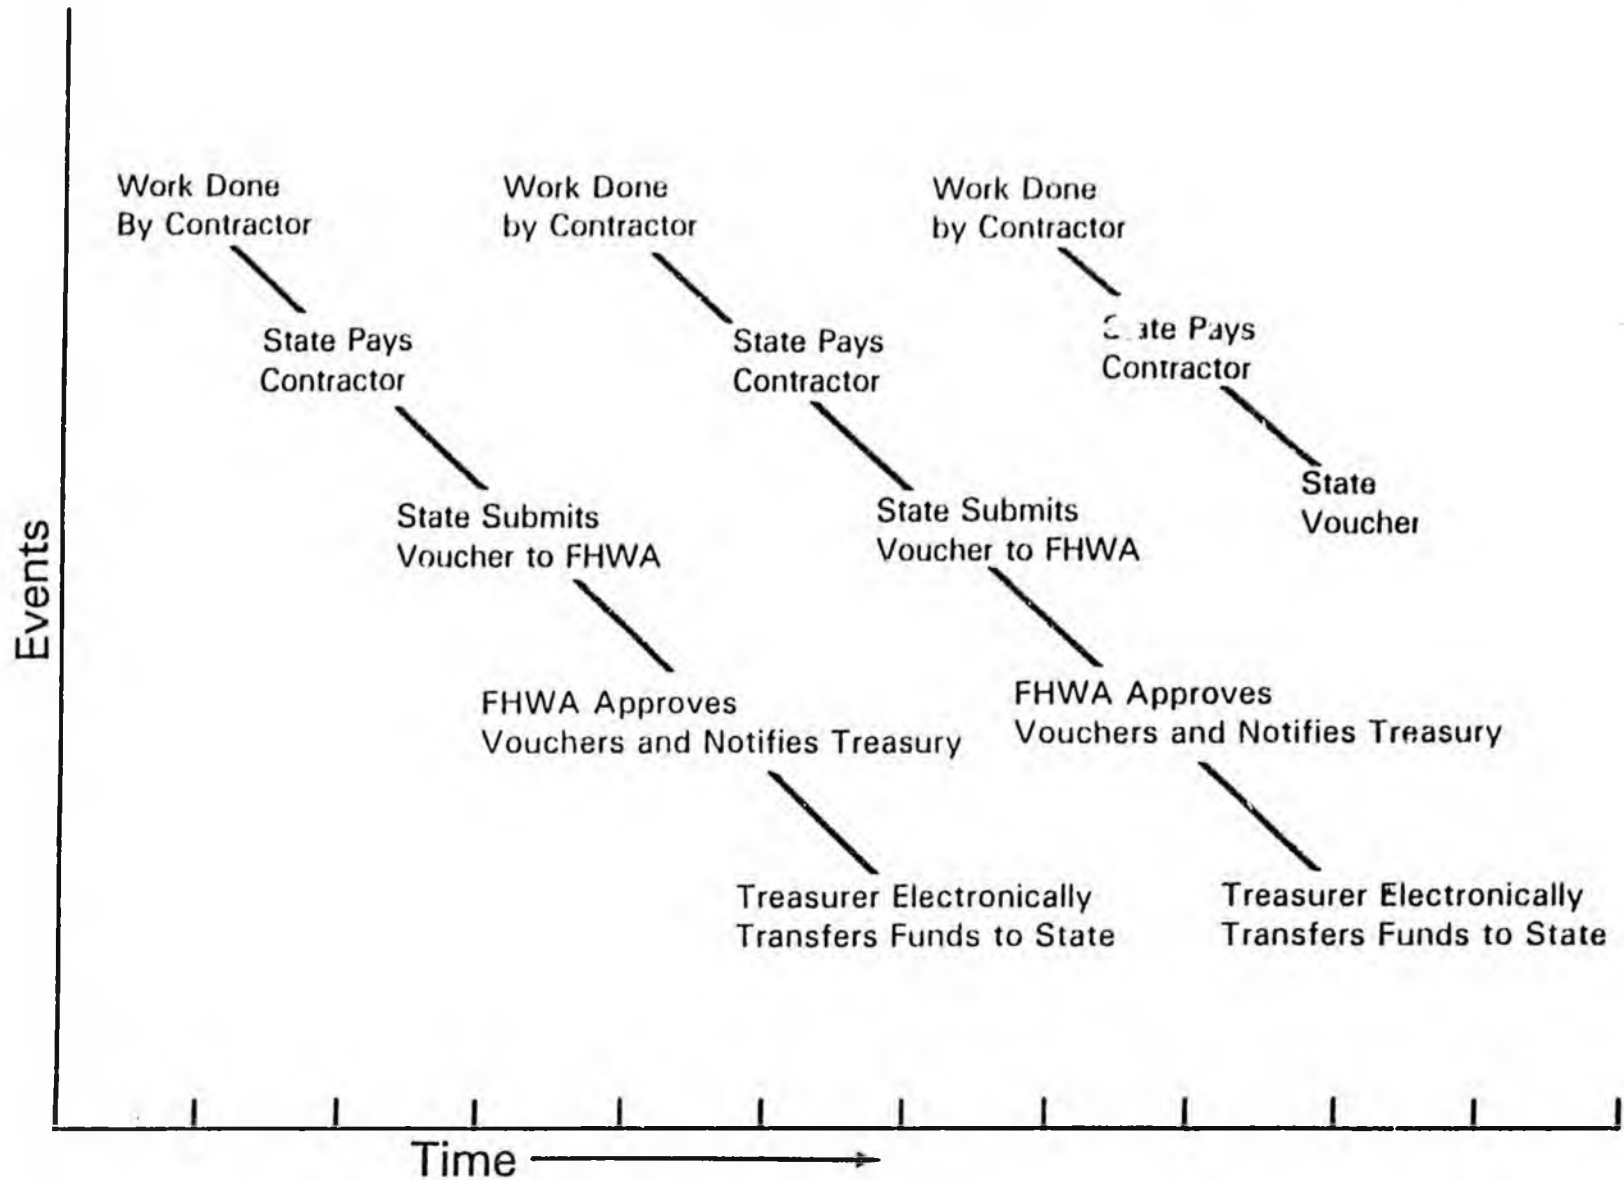 Work Done
By Contractor
State Pays
Contractor
State Submits
Voucher to FHWA
FHWA Approves
Vouchers and Notifies Treasury
Treasurer Electronically
Transfers Funds to State
Work Done
by Contractor
State Pays
Contractor
State Submits
Voucher to FHWA
FHWA Approves
Vouchers and Notifies Treasury
Treasurer Electronically
Transfers Funds to State
Work Done
by Contractor
State Pays
Contractor
State
Voucher
Events
Time